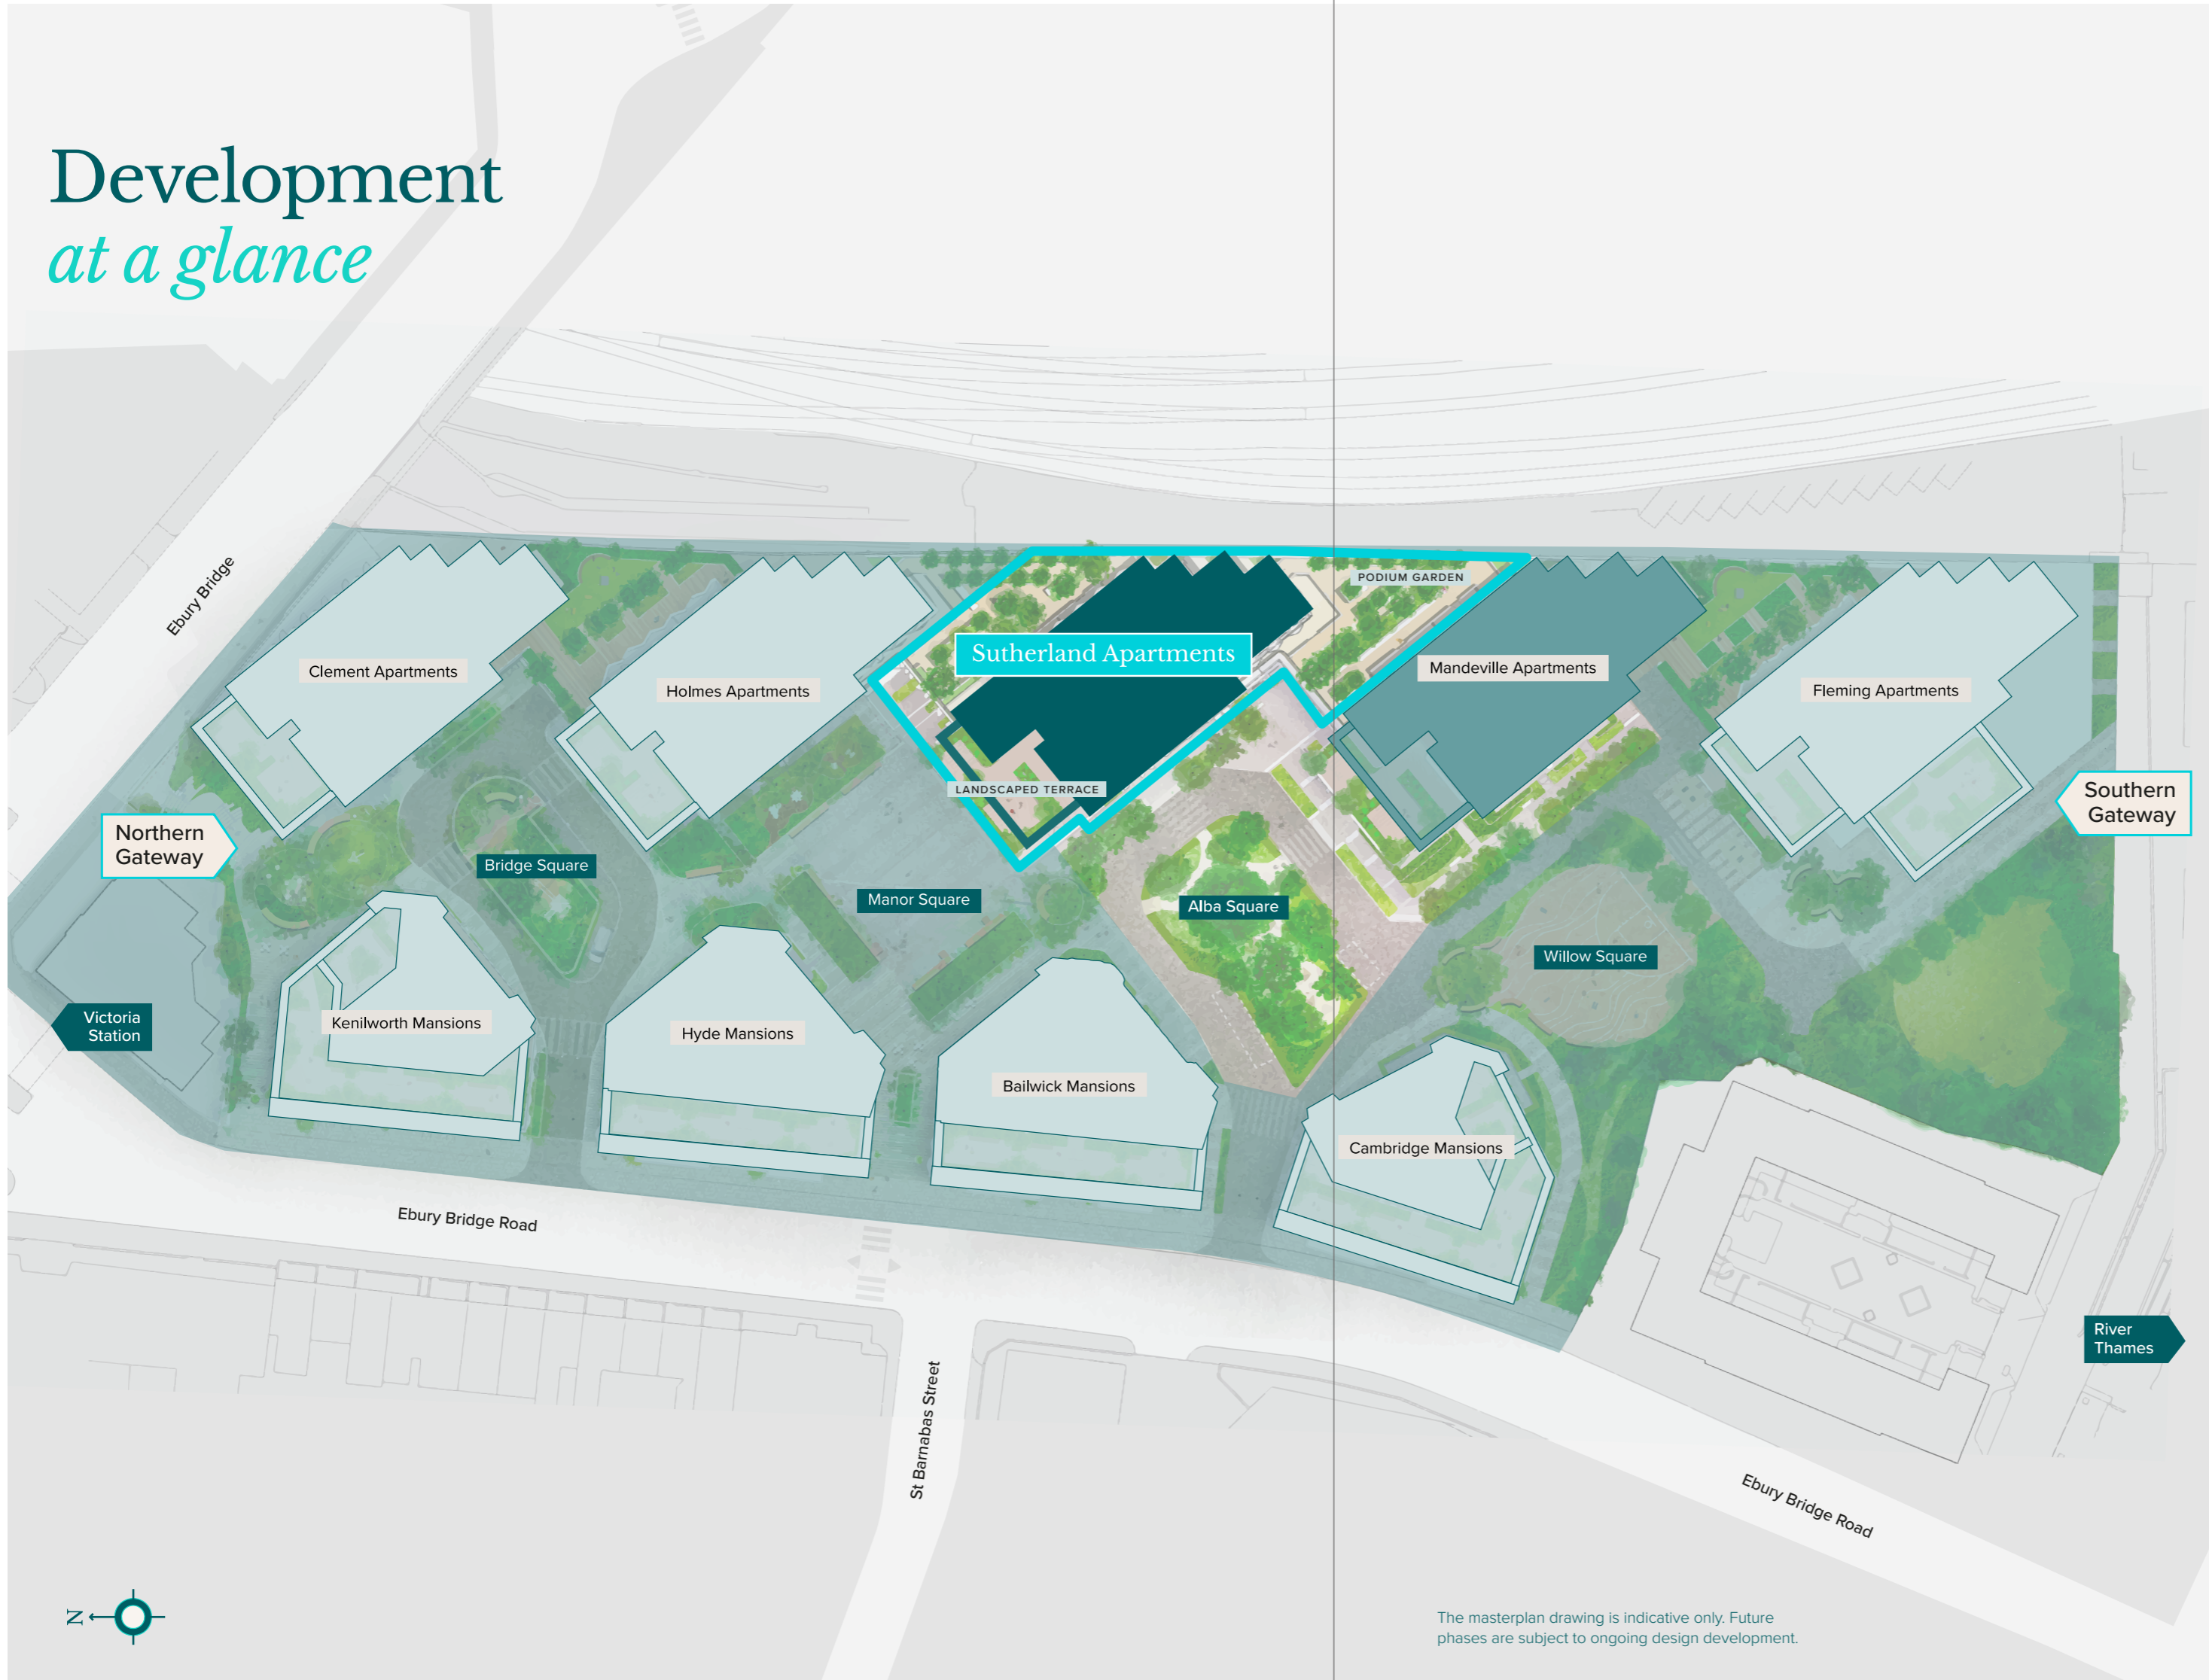 Development
at a glance
Ebury Bridge
PODIUM GARDEN
Sutherland Apartments
Clement Apartments
Holmes Apartments
Mandeville Apartments
Fleming Apartments
LANDSCAPED TERRACE
Northern
Gateway
Southern
Gateway
Bridge Square
Manor Square
Alba Square
Willow Square
Victoria
Station
Kenilworth Mansions
Hyde Mansions
Bailwick Mansions
Cambridge Mansions
Ebury Bridge Road
River
Thames
St Barnabas Street
Ebury Bridge Road
N
The masterplan drawing is indicative only. Future
phases are subject to ongoing design development.